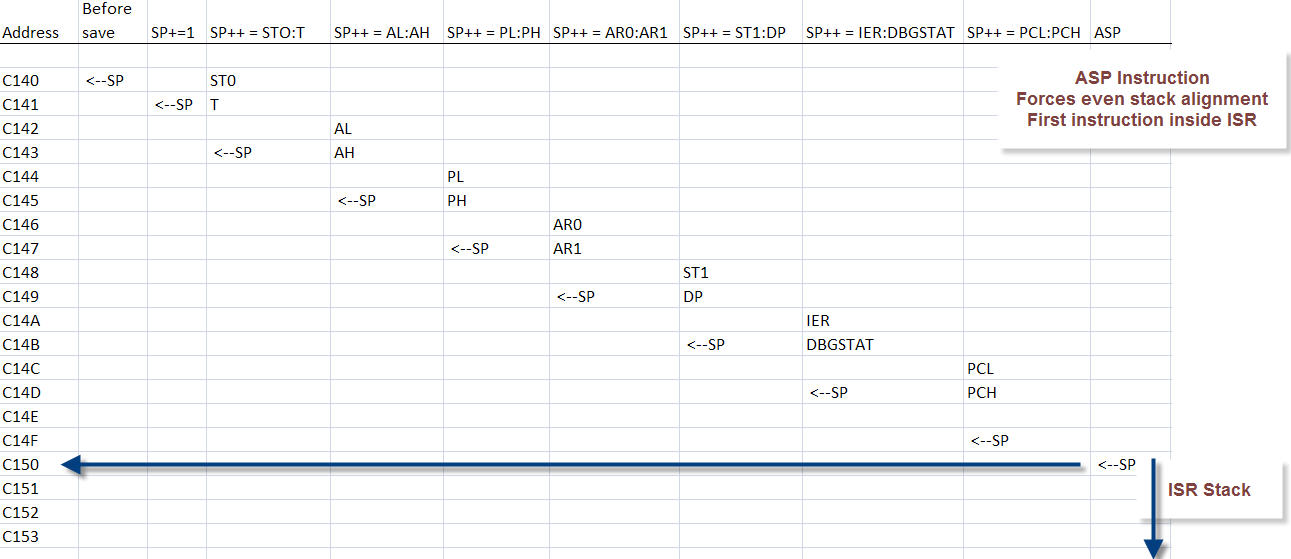 Before
Address save SP+=1 SP++ = STO:T SP++ = AL:AH SP++ = PL:PH SP++ = AR0:AR1 SP++ = ST1:DP SP++ = IER:DBGSTAT SP++ = PCL:PCH ASP
C140 <--SP ST0
ASP Instruction
Forces even stack alignment
First instruction inside ISR
C141 <--SP T
C142 AL
C143 <--SP AH
C144 PL
C145 <--SP PH
C146 AR0
C147 <--SP AR1
C148 ST1
C149 <--SP DP
C14A IER
C14B <--SP DBGSTAT
C14C PCL
C14D <--SP PCH
C14E
C14F <--SP
C150 <--SP
ISR Stack
C151
C152
C153